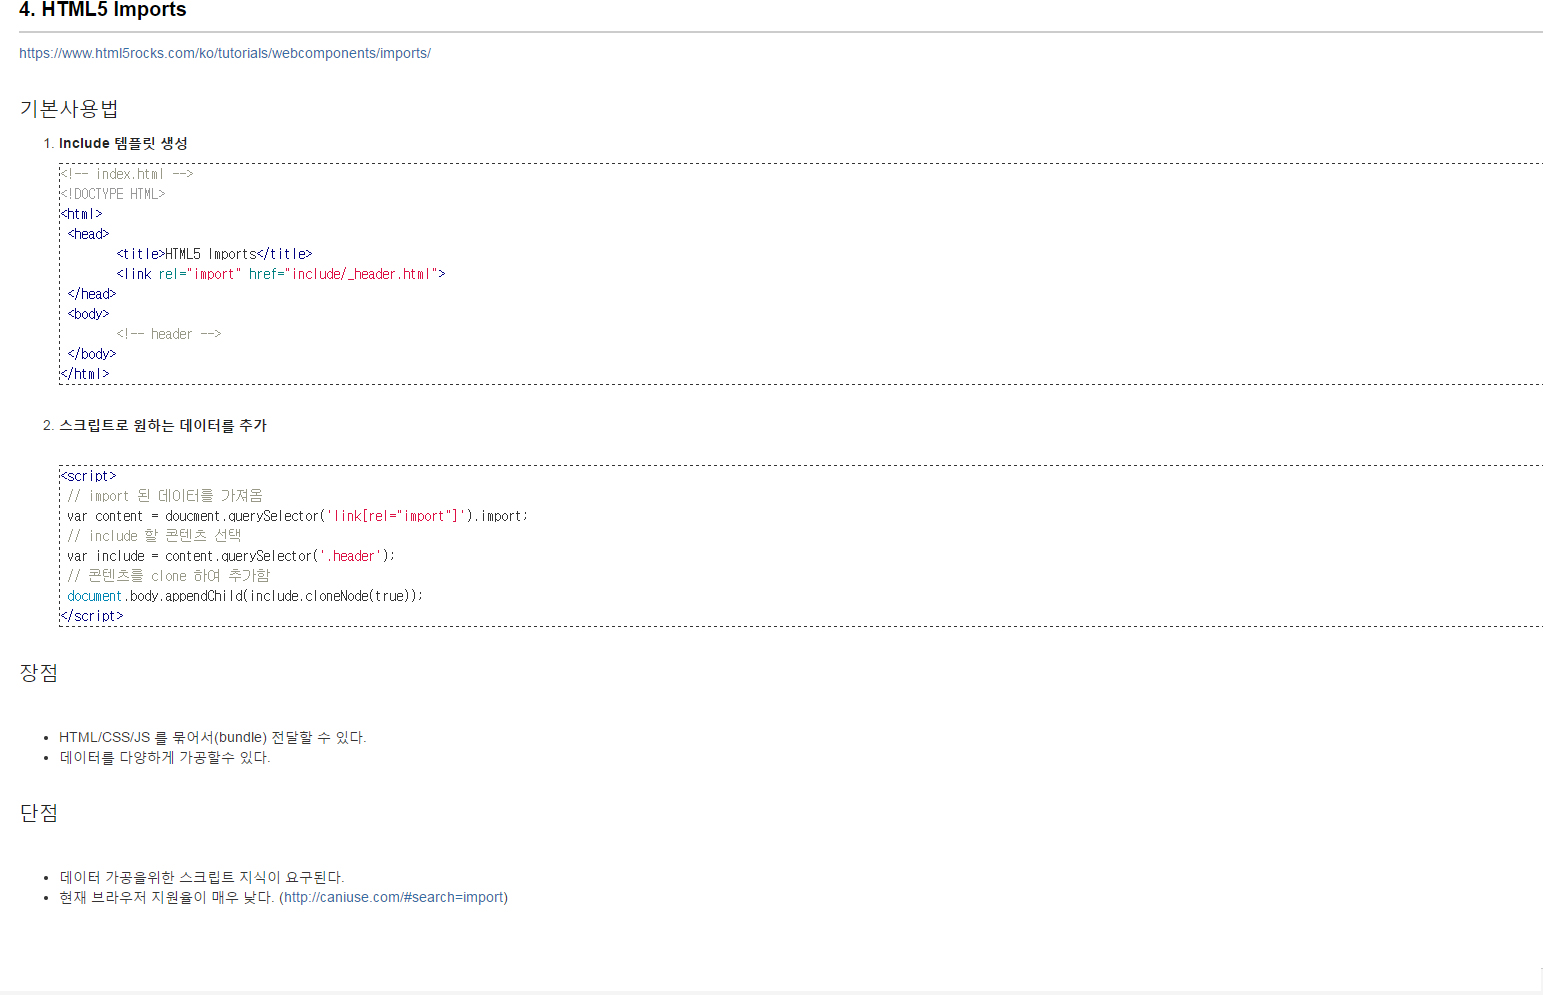 4. HTML5 Imports
https://www.html5rocks.com/ko/tutorials/webcomponents/imports/
기본사용법
1. Include 템플릿 생성
<!-- index.html -->
<!DOCTYPE HTML>
<html>
<head>
<title>HTML5 Imports</title>
<link rel="import" href="include/_header.html">
</head>
<body>
<!-- header -->
</body>
</html>
2. 스크립트로 원하는 데이터를 추가
<script>
// import 된 데이터를 가져옴
var content = doucment.querySelector('link[rel="import"]').import;
// include 할 콘텐츠 선택
var include = content.querySelector('.header');
// 콘텐츠를 clone 하여 추가함
document.body.appendChild(include.cloneNode(true));
</script>
장점
• HTML/CSS/JS 를 묶어서(bundle) 전달할 수 있다.
• 데이터를 다양하게 가공할수 있다.
단점
• 데이터 가공을위한 스크립트 지식이 요구된다.
• 현재 브라우저 지원율이 매우 낮다. (http://caniuse.com/#search=import)